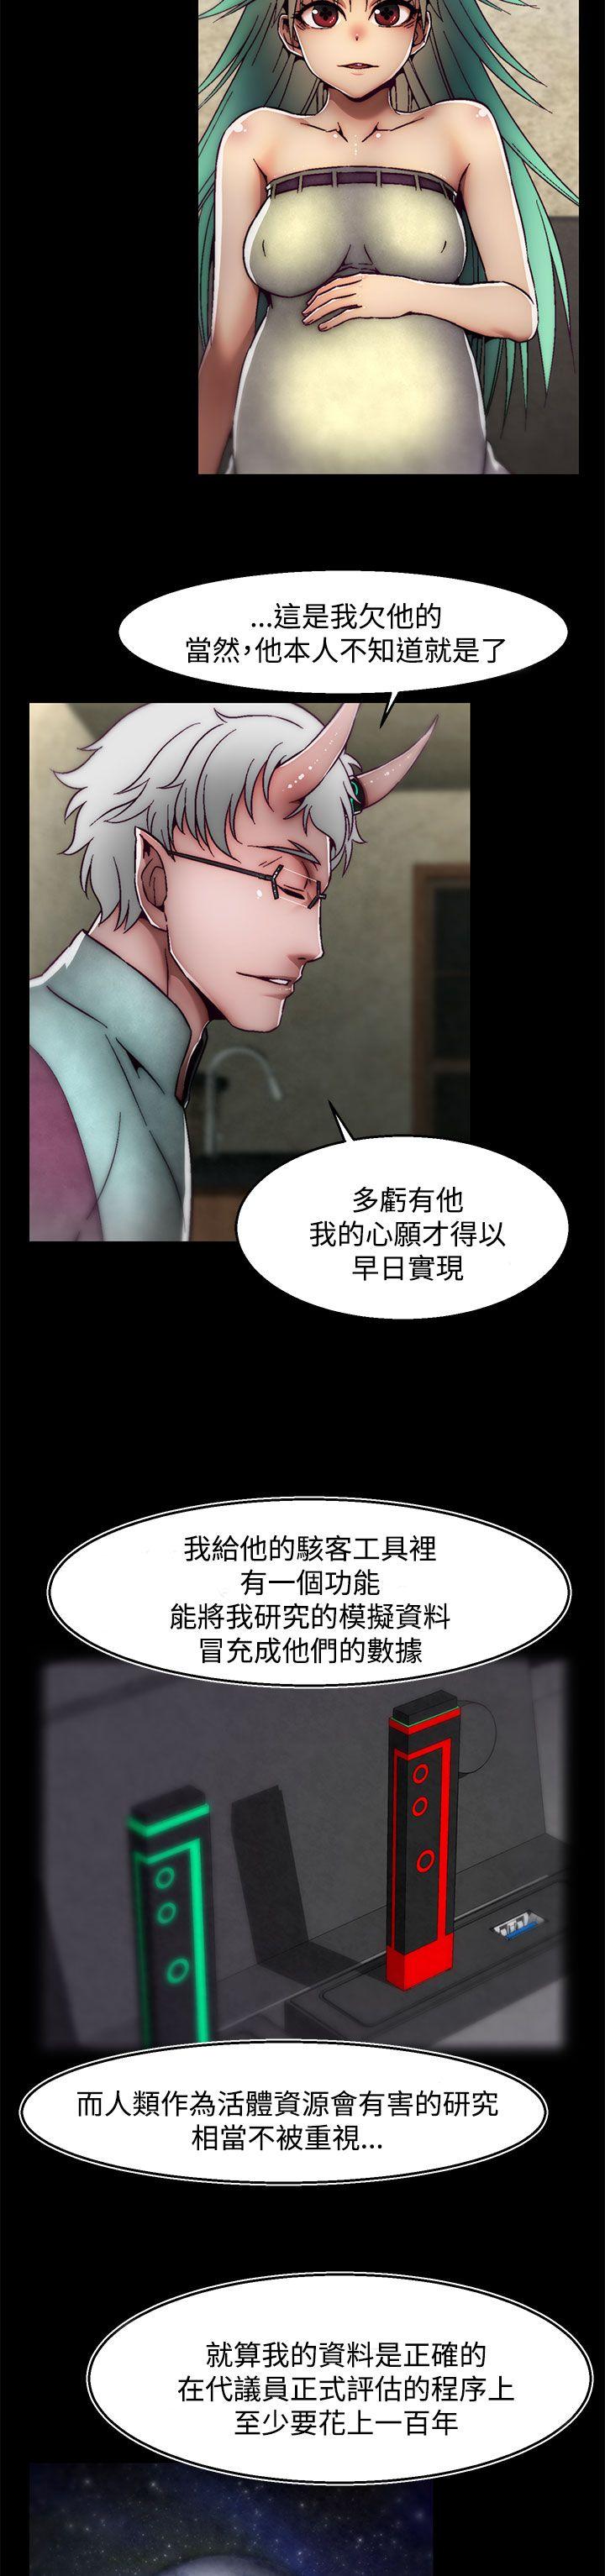 ...這是我欠他的
當然，他本人不知道就是了
多虧有他
我的心願才得以
早日實現
我給他的駭客工具裡
有一個功能
能將我研究的模擬資料
冒充成他們的數據
而人類作為活體資源會有害的研究
相當不被重視...
就算我的資料是正確的
在代議員正式評估的程序上
至少要花上一百年